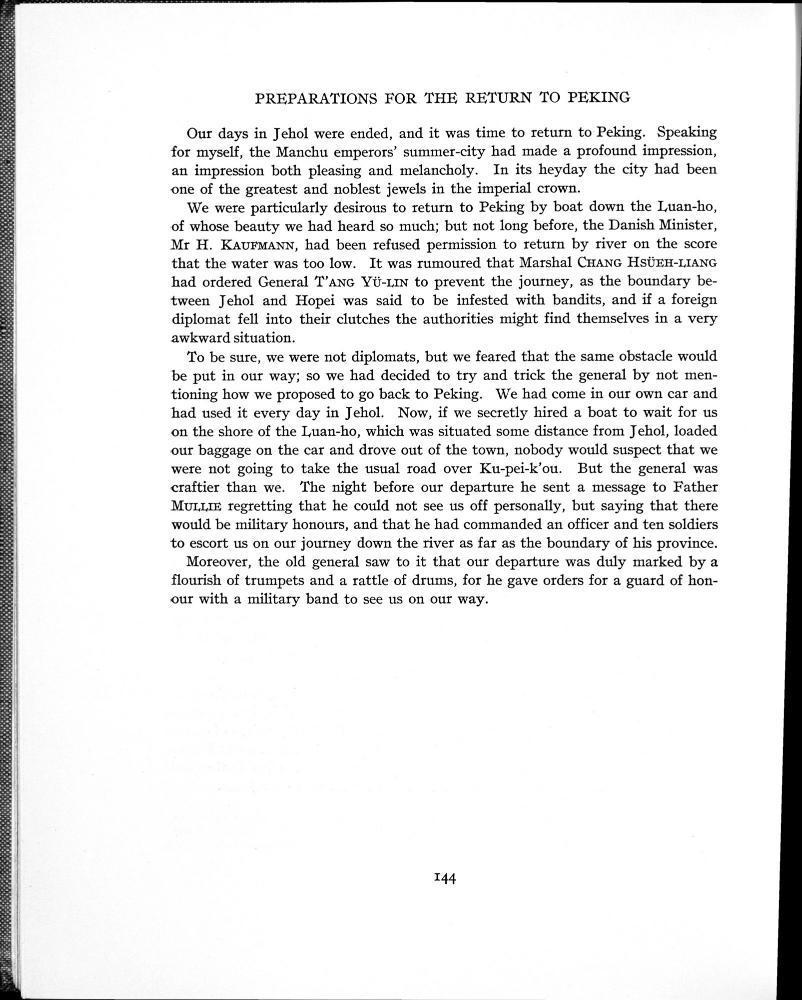 PREPARATIONS FOR THE RETURN TO PEKING
Our days in Jehol were ended, and it was time to return to Peking. Speaking
for myself, the Manchu emperors' summer-city had made a profound impression,
an impression both pleasing and melancholy. In its heyday the city had been
one of the greatest and noblest jewels in the imperial crown.
We were particularly desirous to return to Peking by boat down the Luan-ho,
of whose beauty we had heard so much; but not long before, the Danish Minister,
Mr H. KAUFMANN, had been refused permission to return by river on the score
that the water was too low. It was rumoured that Marshal CHANG HSÜEH-LIANG
had ordered General T'ANG YÜ-LIN to prevent the journey, as the boundary be-
tween Jehol and Hopei was said to be infested with bandits, and if a foreign
diplomat fell into their clutches the authorities might find themselves in a very
awkward situation.
To be sure, we were not diplomats, but we feared that the same obstacle would
be put in our way; so we had decided to try and trick the general by not men-
tioning how we proposed to go back to Peking. We had come in our own car and
had used it every day in Jehol. Now, if we secretly hired a boat to wait for us
on the shore of the Luan-ho, which was situated some distance from Jehol, loaded
our baggage on the car and drove out of the town, nobody would suspect that we
were not going to take the usual road over Ku-pei-k'ou. But the general was
craftier than we. The night before our departure he sent a message to Father
MULLIE regretting that he could not see us off personally, but saying that there
would be military honours, and that he had commanded an officer and ten soldiers
to escort us on our journey down the river as far as the boundary of his province.
Moreover, the old general saw to it that our departure was duly marked by a
flourish of trumpets and a rattle of drums, for he gave orders for a guard of hon-
our with a military band to see us on our way.
144